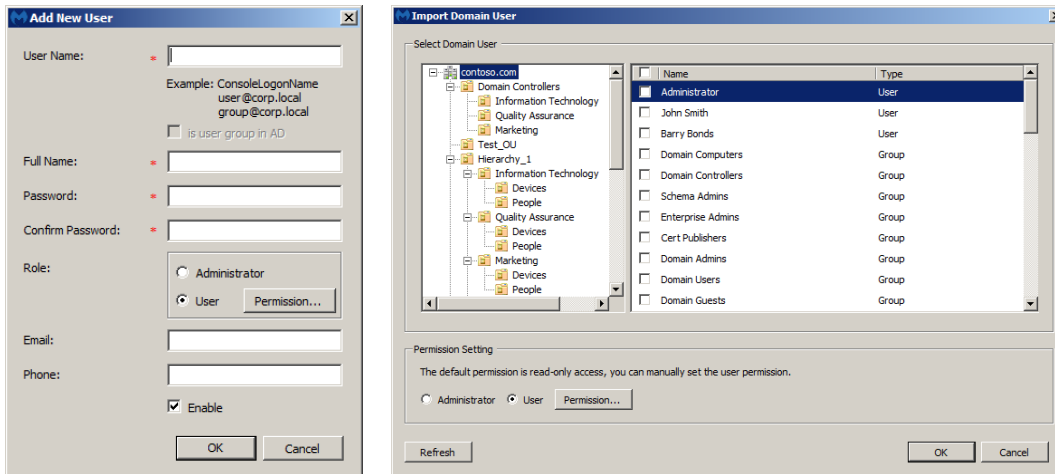 Add New User
User Name:
*
Example: ConsoleLogonName
user@corp.local
group@corp.local
is user group in AD
Full Name:
*
Password:
*
Confirm Password:
*
Role:
Administrator
User
Permission...
Email:
Phone:
Enable
OK
Cancel
Import Domain User
Select Domain User
contoso.com
Domain Controllers
Information Technology
Quality Assurance
Marketing
Test_OU
Hierarchy_1
Information Technology
Devices
People
Quality Assurance
Devices
People
Marketing
Devices
People
Name Type
Administrator User
John Smith User
Barry Bonds User
Domain Computers Group
Domain Controllers Group
Schema Admins Group
Enterprise Admins Group
Cert Publishers Group
Domain Admins Group
Domain Users Group
Domain Guests Group
Permission Setting
The default permission is read-only access, you can manually set the user permission.
Administrator User Permission...
Refresh OK Cancel